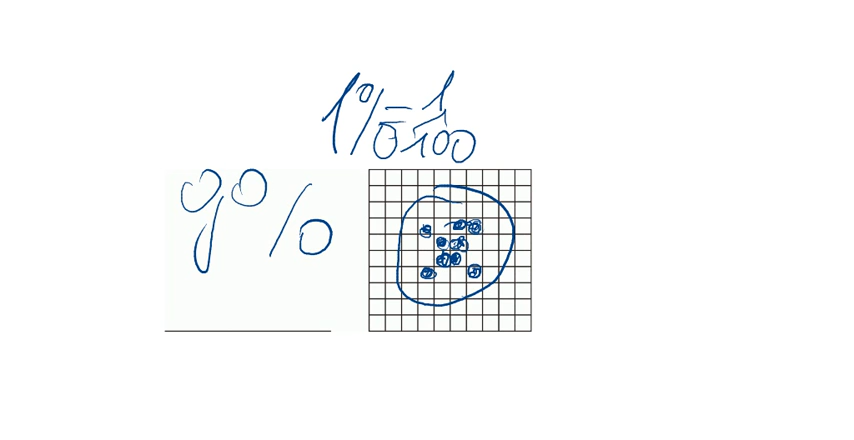 1% = 1/100
9%